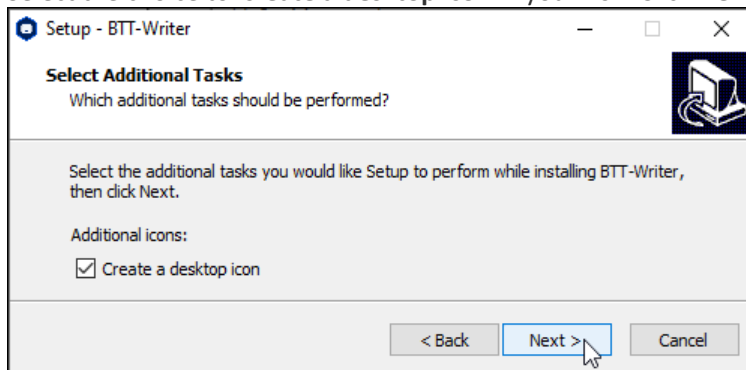 Setup - BTT-Writer
Select Additional Tasks
Which additional tasks should be performed?
Select the additional tasks you would like Setup to perform while installing BTT-Writer,
then click Next.
Additional icons:
Create a desktop icon
< Back Next > Cancel